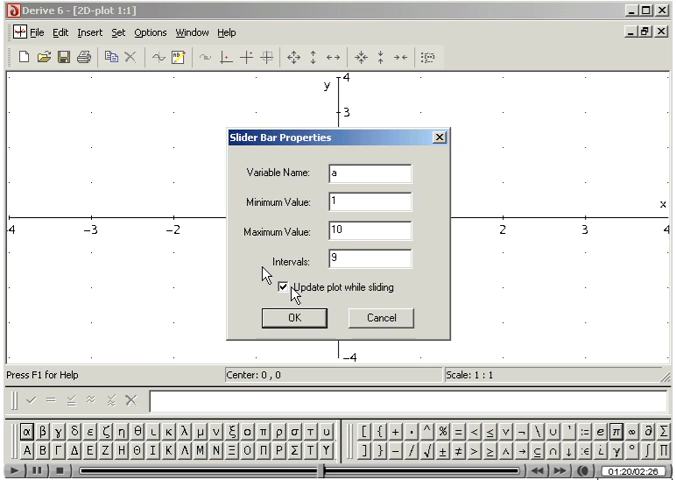 Derive 6 - [2D-plot 1:1]
File Edit Insert Set Options Window Help
y 4
3
Slider Bar Properties
Variable Name: a
Minimum Value: 1
Maximum Value: 10
Intervals: 9
Update plot while sliding
OK Cancel
x
-4 -3 -2 2 3 4
-4
Press F1 for Help Center: 0 , 0 Scale: 1 : 1
α β γ δ ε ζ η θ ι κ λ μ ν ξ ο π ρ σ τ υ [ { + · ^ % = < ≤ ∨ ¬ \ ∪ ' := e π ∞ ∂ Σ
Α Β Γ Δ Ε Ζ Η Θ Ι Κ Λ Μ Ν Ξ Ο Π Ρ Σ Τ Υ ] } - / √ ± ≠ > ≥ ∧ → ⊆ ∩ ↓ :∈ i γ ° ∫ Π
01:20/02:26